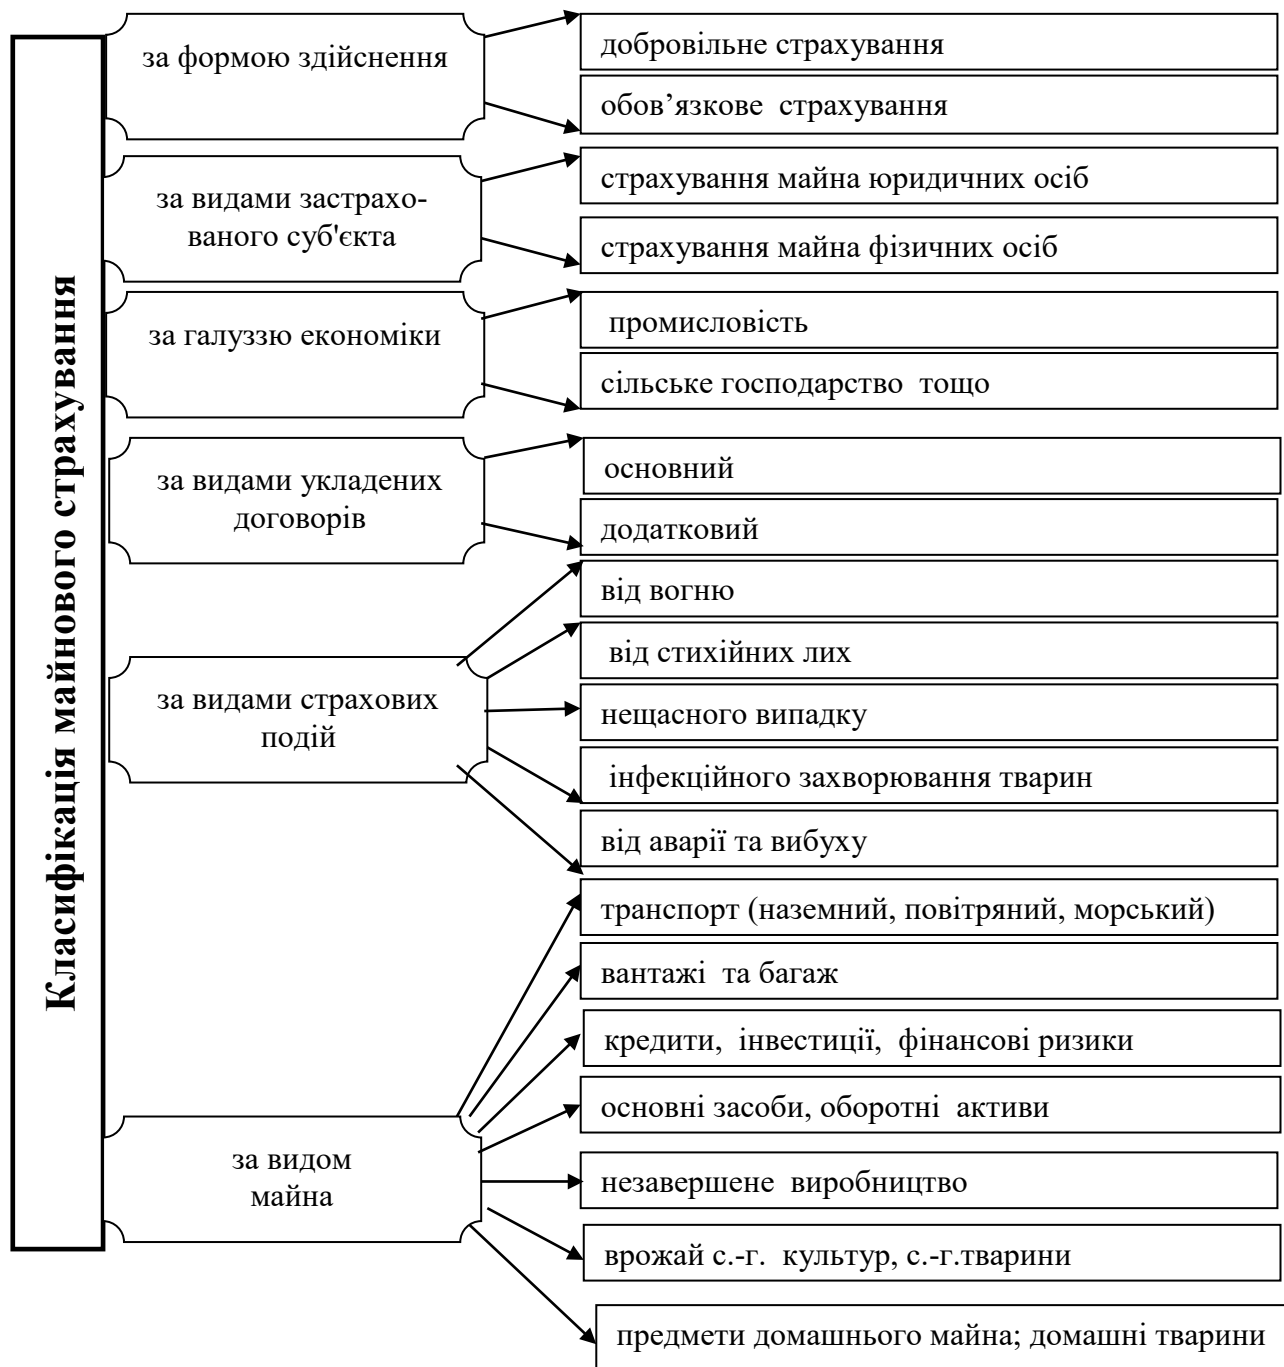 Класифікація майнового страхування
за формою здійснення
добровільне страхування
обов’язкове страхування
за видами застрахо-
ваного суб'єкта
страхування майна юридичних осіб
страхування майна фізичних осіб
за галуззю економіки
промисловість
сільське господарство тощо
за видами укладених
договорів
основний
додатковий
за видами страхових
подій
від вогню
від стихійних лих
нещасного випадку
інфекційного захворювання тварин
від аварії та вибуху
за видом
майна
транспорт (наземний, повітряний, морський)
вантажі та багаж
кредити, інвестиції, фінансові ризики
основні засоби, оборотні активи
незавершене виробництво
врожай с.-г. культур, с.-г.тварини
предмети домашнього майна; домашні тварини